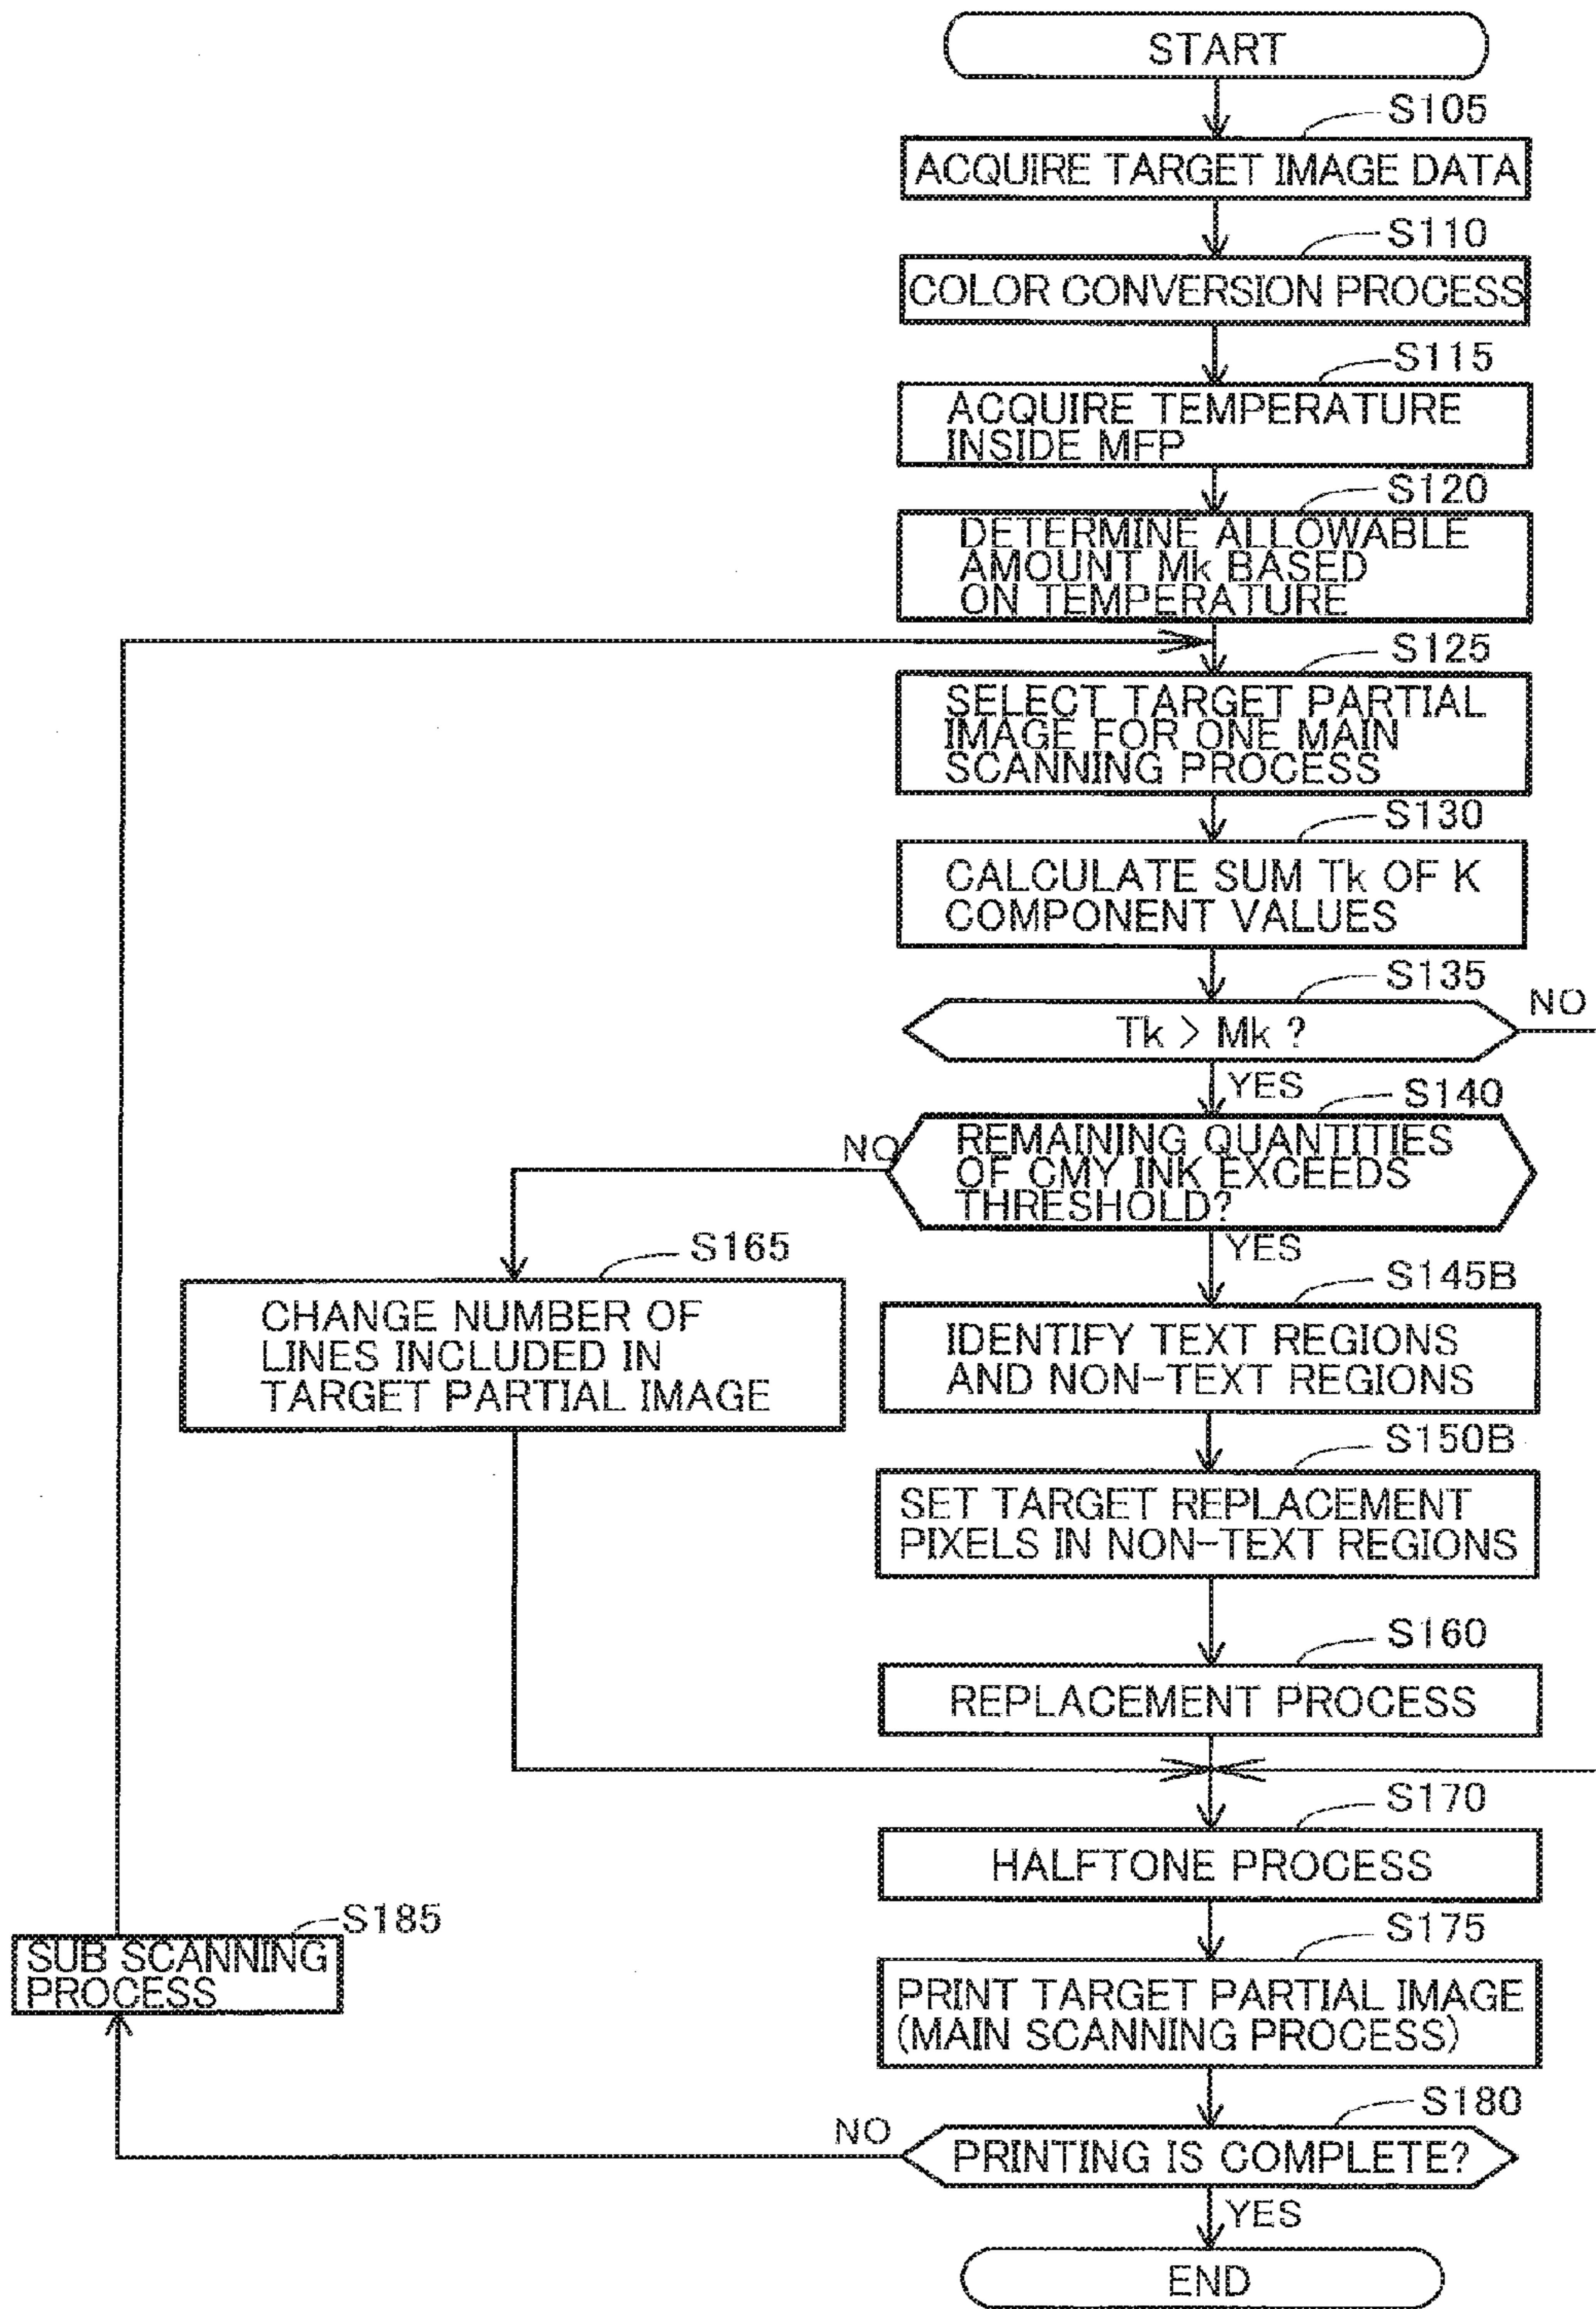 START
S105
ACQUIRE TARGET IMAGE DATA
S110
COLOR CONVERSION PROCESS
S115
ACQUIRE TEMPERATURE
INSIDE MFP
S120
DETERMINE ALLOWABLE
AMOUNT Mk BASED
ON TEMPERATURE
S125
SELECT TARGET PARTIAL
IMAGE FOR ONE MAIN
SCANNING PROCESS
S130
CALCULATE SUM Tk OF K
COMPONENT VALUES
S135
NO
Tk > Mk ?
YES
S140
NO
REMAINING QUANTITIES
OF CMY INK EXCEEDS
THRESHOLD?
YES
S165
CHANGE NUMBER OF
LINES INCLUDED IN
TARGET PARTIAL IMAGE
S145B
IDENTIFY TEXT REGIONS
AND NON-TEXT REGIONS
S150B
SET TARGET REPLACEMENT
PIXELS IN NON-TEXT REGIONS
S160
REPLACEMENT PROCESS
S170
HALFTONE PROCESS
S185
SUB SCANNING
PROCESS
S175
PRINT TARGET PARTIAL IMAGE
(MAIN SCANNING PROCESS)
S180
NO
PRINTING IS COMPLETE?
YES
END